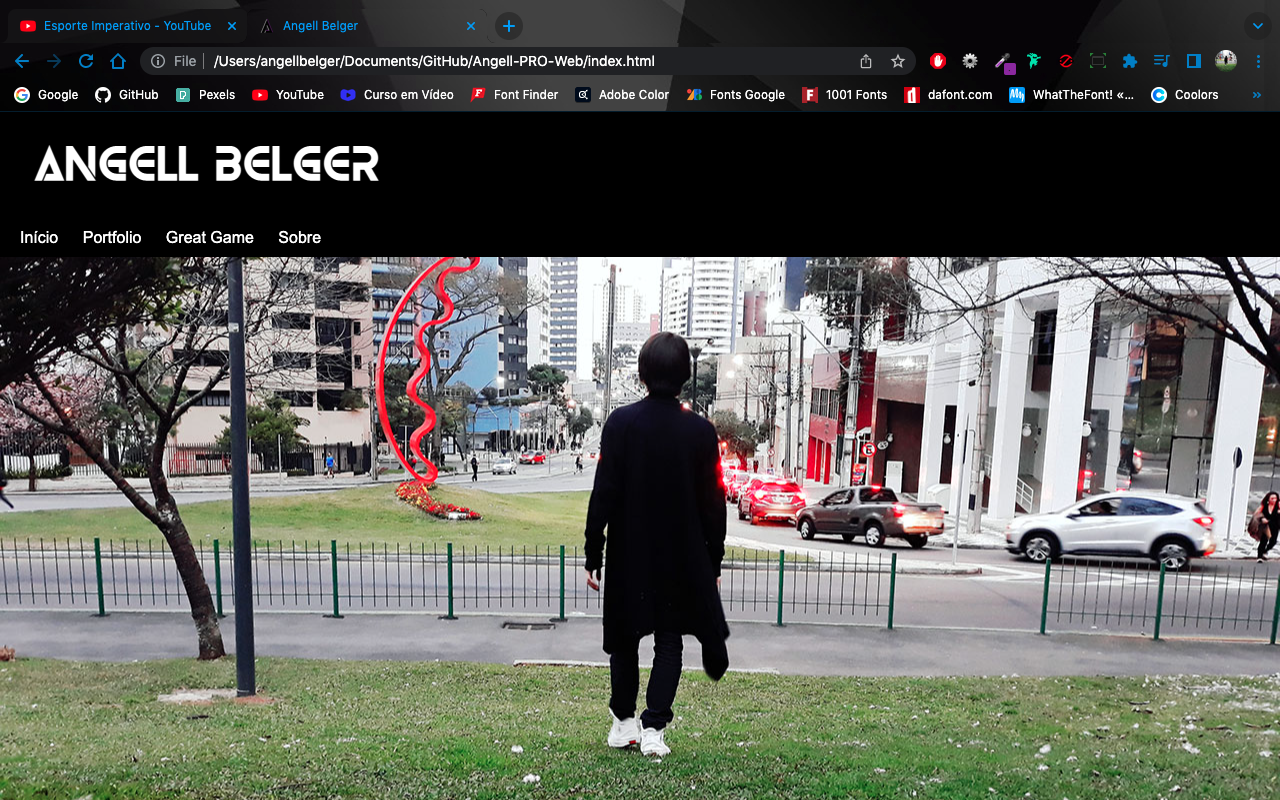 Esporte Imperativo - YouTube
Angell Belger
File
/Users/angellbelger/Documents/GitHub/Angell-PRO-Web/index.html
Google
GitHub
Pexels
YouTube
Curso em Vídeo
Font Finder
Adobe Color
Fonts Google
1001 Fonts
dafont.com
WhatTheFont! «...
Coolors
ANGELL BELGER
Início
Portfolio
Great Game
Sobre